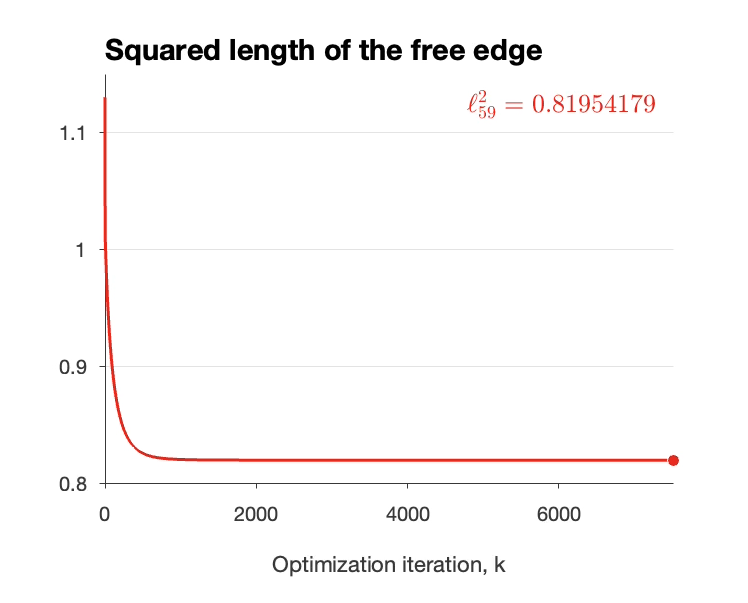 Squared length of the free edge
ℓ²₅₉ = 0.81954179
1.1
1
0.9
0.8
0 2000 4000 6000
Optimization iteration, k